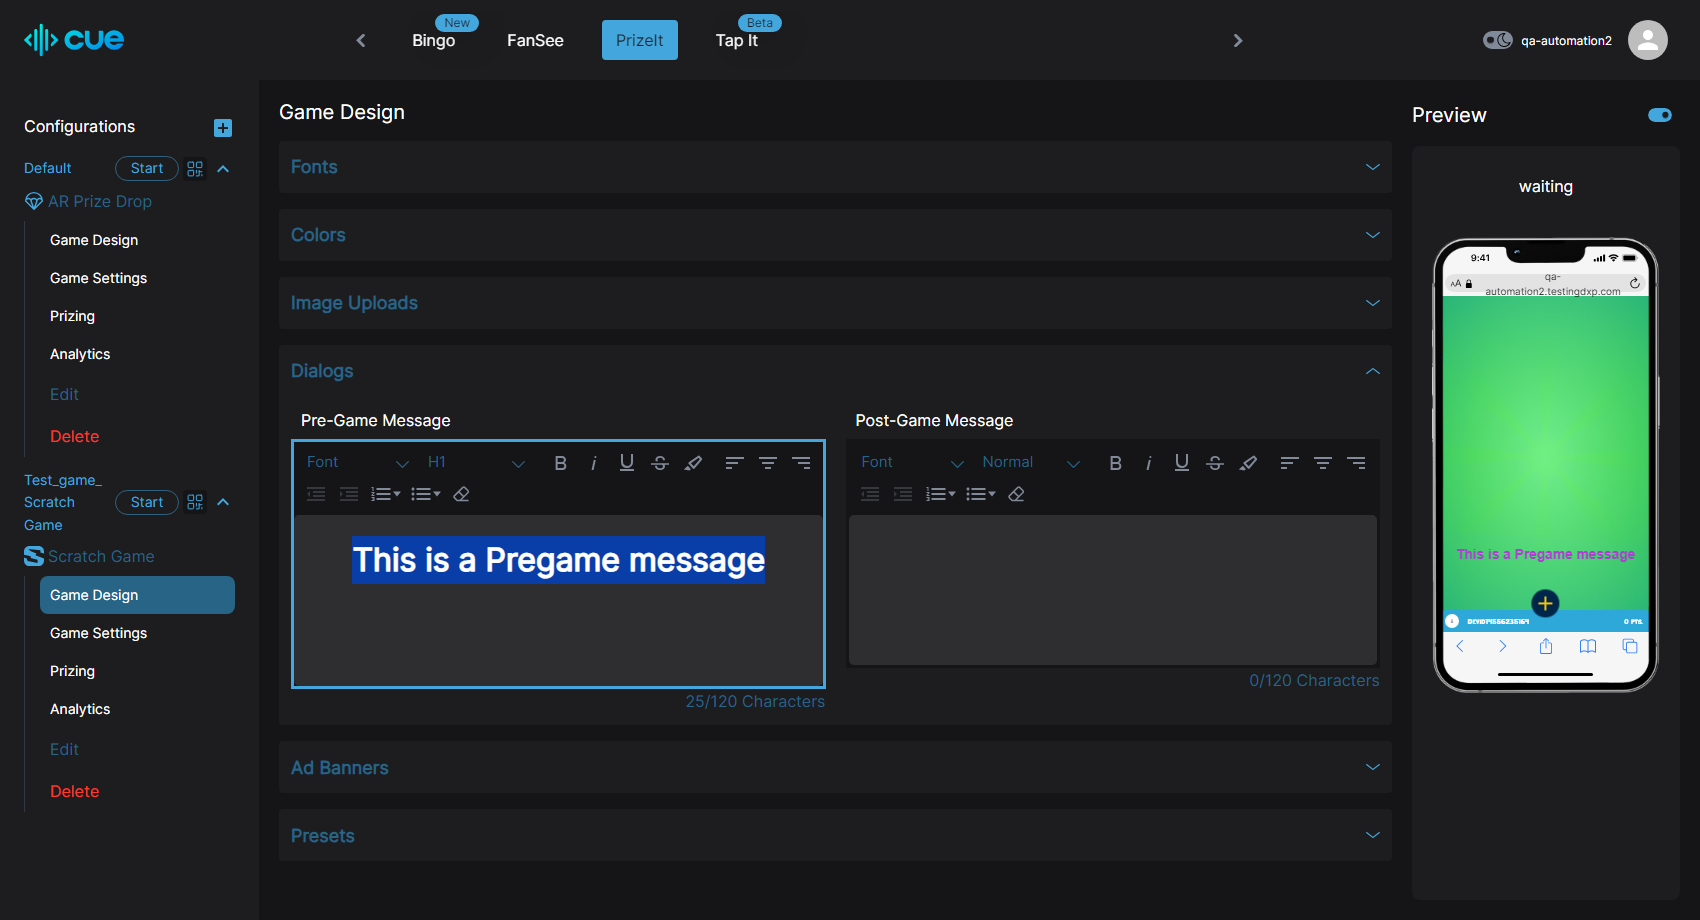 cue
Bingo
New
FanSee
PrizeIt
Tap It
Beta
qa-automation2
Configurations
Default
Start
AR Prize Drop
Game Design
Game Settings
Prizing
Analytics
Edit
Delete
Test_game_
Scratch
Game
Start
Scratch Game
Game Design
Game Settings
Prizing
Analytics
Edit
Delete
Game Design
Fonts
Colors
Image Uploads
Dialogs
Pre-Game Message
Font
H1
This is a Pregame message
25/120 Characters
Post-Game Message
Font
Normal
0/120 Characters
Ad Banners
Presets
Preview
waiting
9:41
AA
qa-
automation2.testingdxp.com
This is a Pregame message
0 PTS.